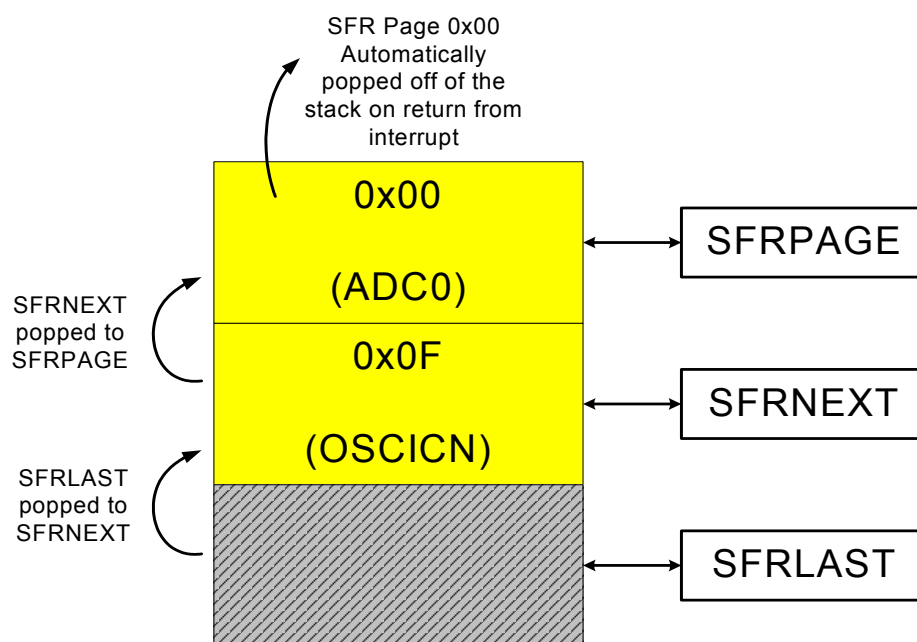 SFR Page 0x00
Automatically
popped off of the
stack on return from
interrupt
0x00
(ADC0)
SFRPAGE
SFRNEXT
popped to
SFRPAGE
0x0F
(OSCICN)
SFRNEXT
SFRLAST
popped to
SFRNEXT
SFRLAST